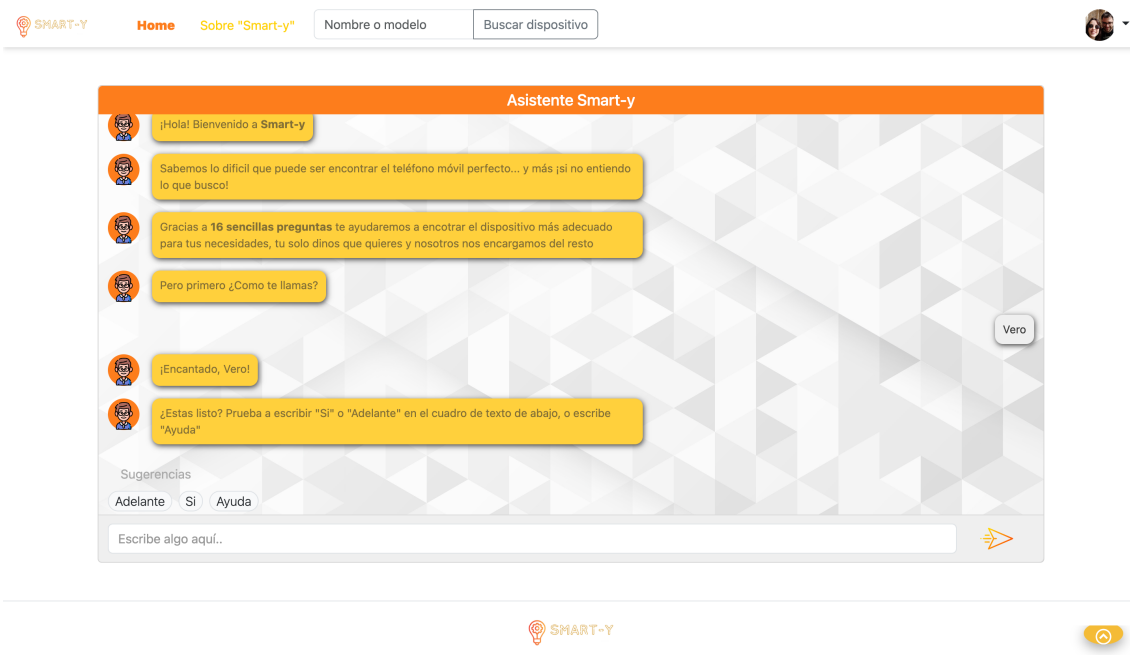 SMART-Y
Home
Sobre "Smart-y"
Nombre o modelo
Buscar dispositivo
Asistente Smart-y
¡Hola! Bienvenido a Smart-y
Sabemos lo dificil que puede ser encontrar el teléfono móvil perfecto... y más ¡si no entiendo
lo que busco!
Gracias a 16 sencillas preguntas te ayudaremos a encotrar el dispositivo más adecuado
para tus necesidades, tu solo dinos que quieres y nosotros nos encargamos del resto
Pero primero ¿Como te llamas?
Vero
¡Encantado, Vero!
¿Estas listo? Prueba a escribir "Si" o "Adelante" en el cuadro de texto de abajo, o escribe
"Ayuda"
Sugerencias
Adelante
Si
Ayuda
Escribe algo aquí..
SMART-Y